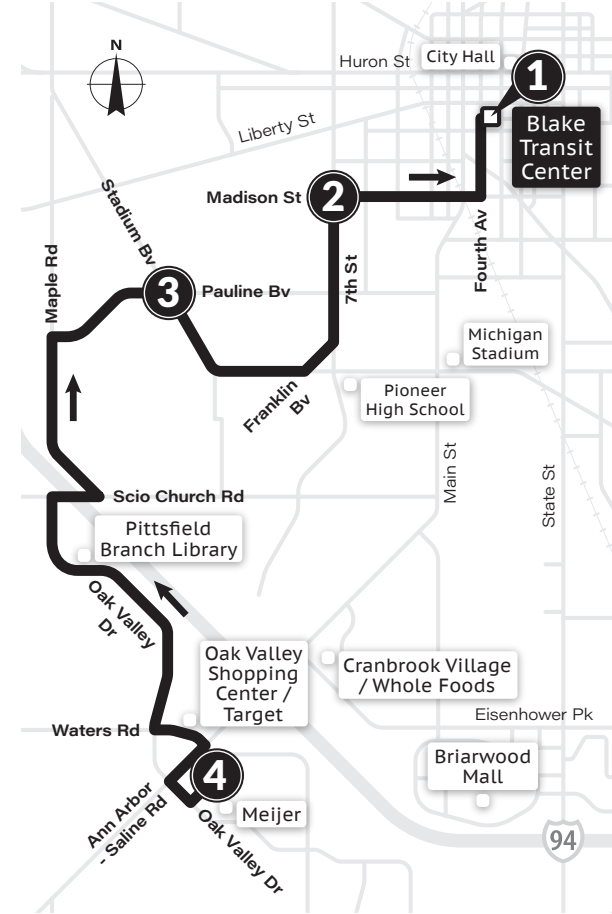 N
Huron St
City Hall
1
Blake
Transit
Center
Liberty St
Madison St
2
Fourth Av
Stadium Bv
Maple Rd
3
Pauline Bv
7th St
Michigan
Stadium
Franklin
Bv
Pioneer
High School
Main St
State St
Scio Church Rd
Pittsfield
Branch Library
Oak Valley
Dr
Oak Valley
Shopping
Center /
Target
Cranbrook Village
/ Whole Foods
Waters Rd
Eisenhower Pk
Briarwood
Mall
4
Ann Arbor
- Saline Rd
Meijer
Oak Valley Dr
94